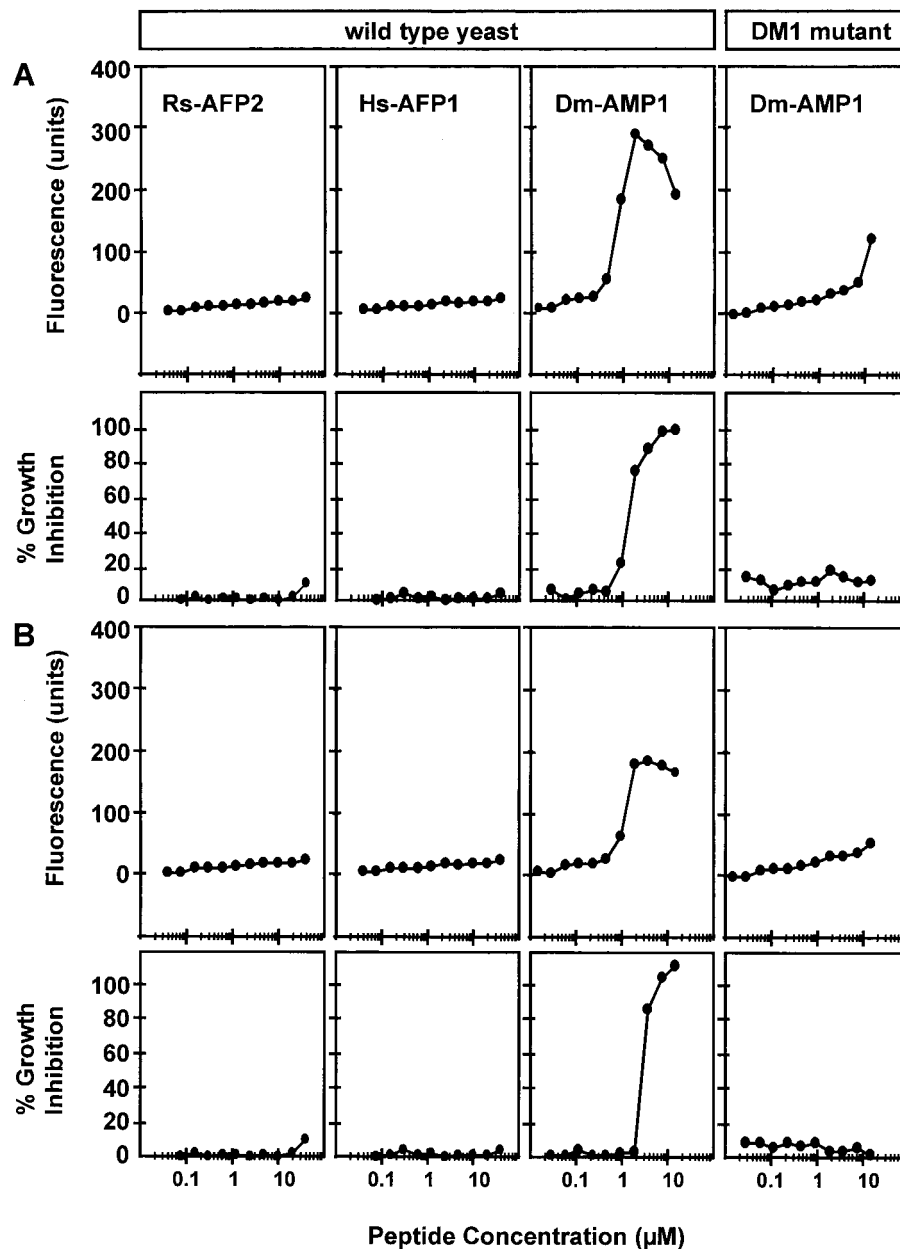 wild type yeast
DM1 mutant
A
Fluorescence (units)
400
300
200
100
0
Rs-AFP2
Hs-AFP1
Dm-AMP1
Dm-AMP1
% Growth
Inhibition
100
80
60
40
20
0
B
Fluorescence (units)
400
300
200
100
0
% Growth
Inhibition
100
80
60
40
20
0
0.1 1 10
0.1 1 10
0.1 1 10
0.1 1 10
Peptide Concentration (µM)